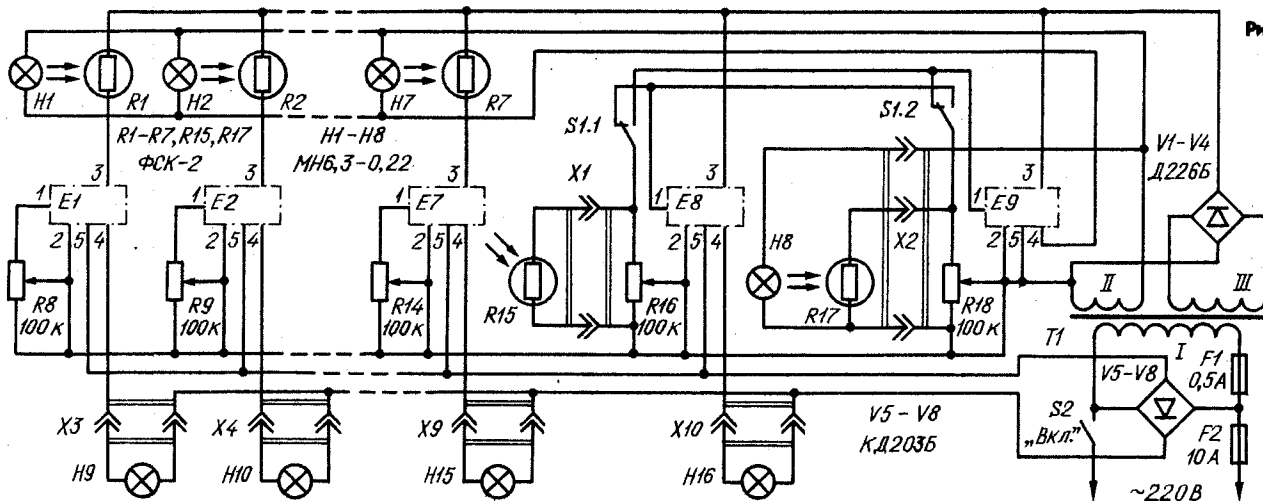 Ри
H1 R1 H2 R2 H7 R7
R1–R7, R15, R17
ФСК-2
H1–H8
МН6,3–0,22
S1.1
S1.2
V1–V4
Д226Б
3 3 3 3
X1
1 E1
1 E2
1 E7
1 E8
1 E9
2 5 4
2 5 4
2 5 4
2 5 4
2 5 4
H8
X2
R8
100к
R9
100к
R14
100к
R15
R16
100к
R17
R18
100к
II
III
T1
I
F1
0,5А
V5–V8
S2
„Вкл."
F2
10А
X3
X4
X9
X10
V5 – V8
КД203Б
H9
H10
H15
H16
~220В